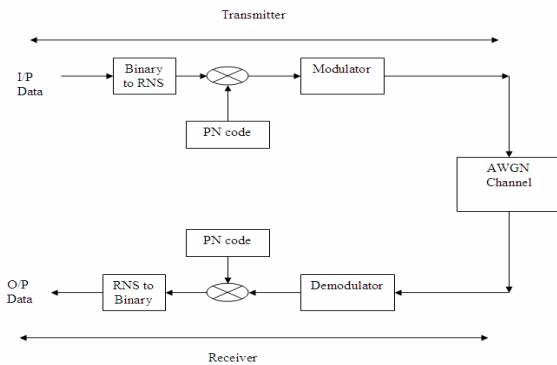 Transmitter
I/P
Data
Binary
to RNS
Modulator
PN code
AWGN
Channel
PN code
O/P
Data
RNS to
Binary
Demodulator
Receiver